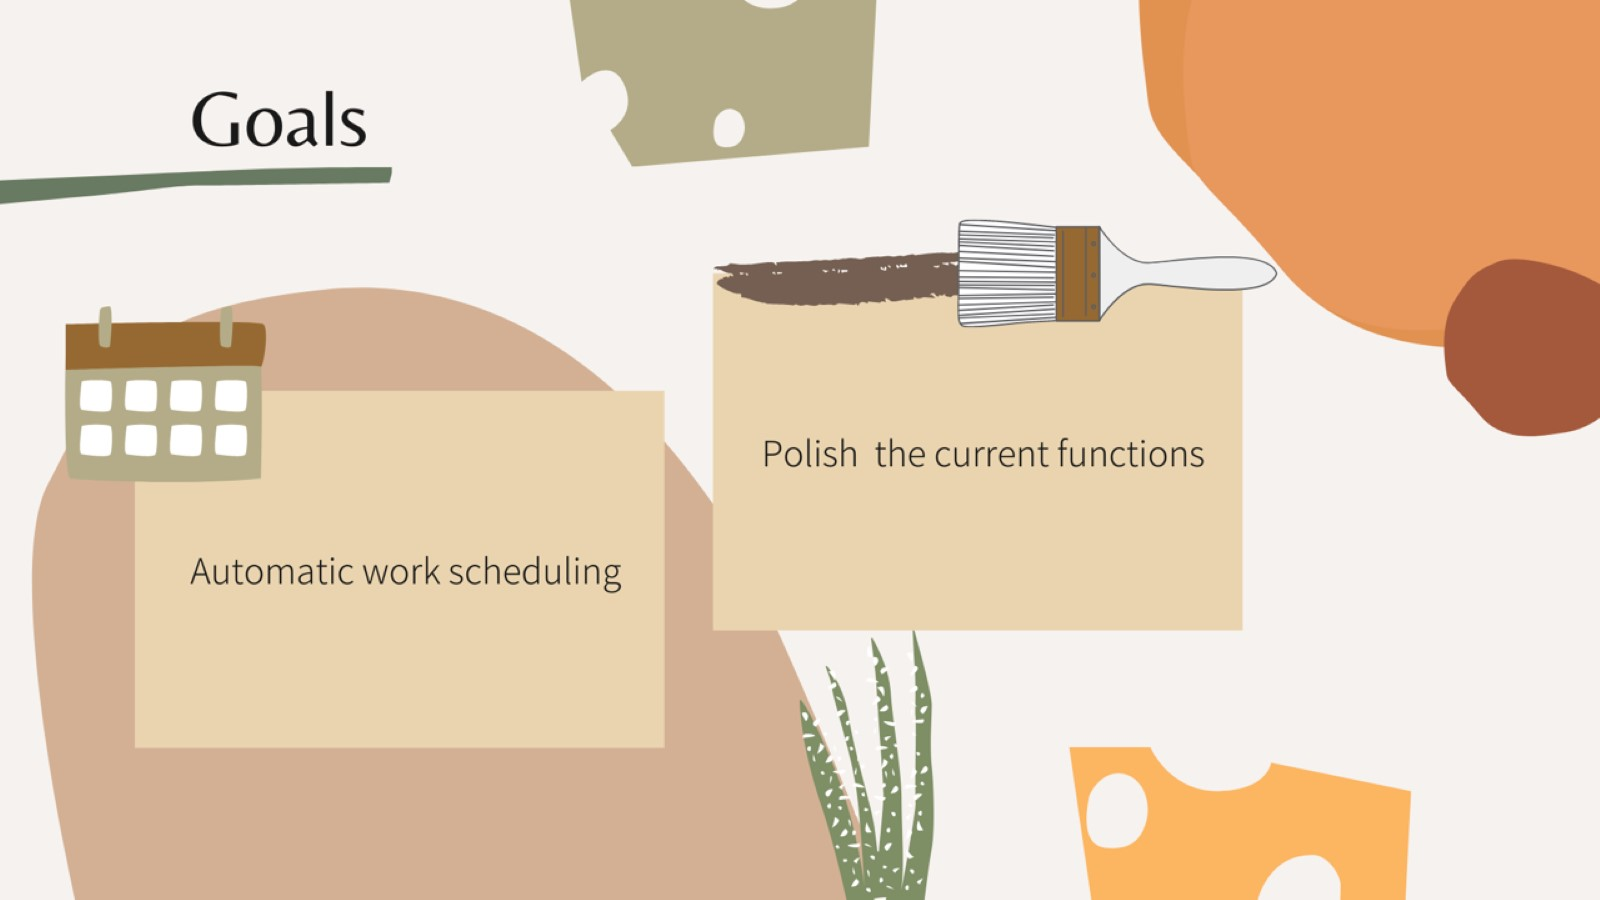 Goals
Polish  the current functions
Automatic work scheduling